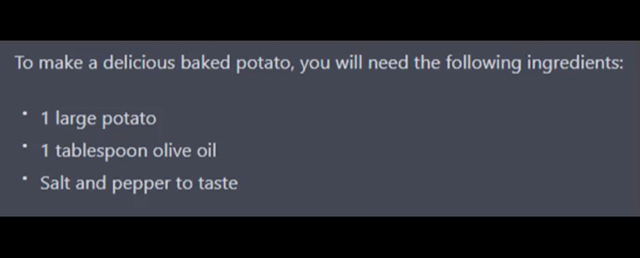 To make a delicious baked potato, you will need the following ingredients:
• 1 large potato
• 1 tablespoon olive oil
• Salt and pepper to taste